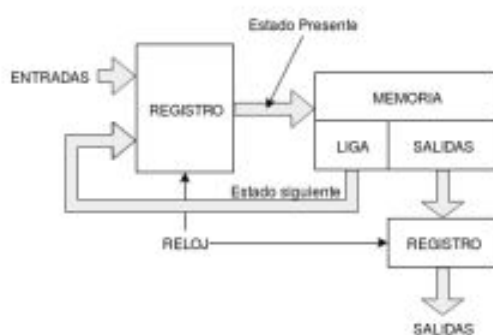 Estado Presente
ENTRADAS
REGISTRO
MEMORIA
LIGA
SALIDAS
Estado siguiente
RELOJ
REGISTRO
SALIDAS